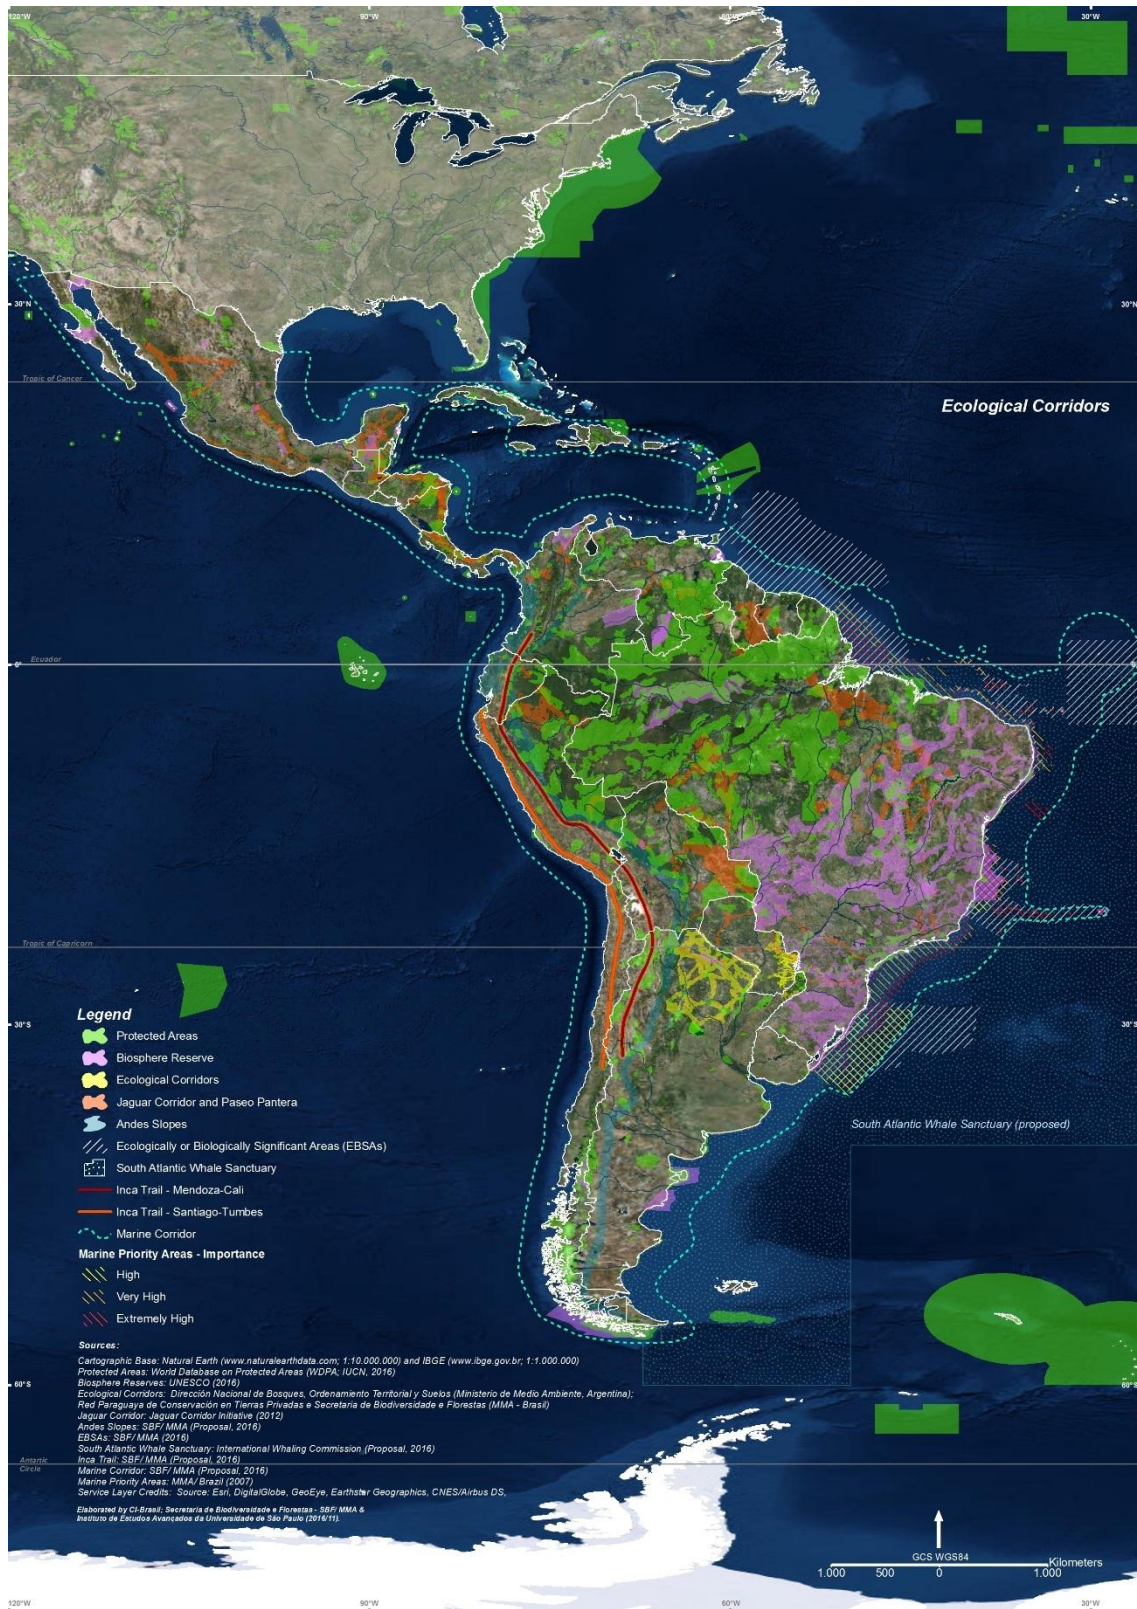 120°W
90°W
60°W
30°W
30°N
30°N
Tropic of Cancer
Ecological Corridors
Ecuador
0°
Tropic of Capricorn
Legend
30°S
30°S
Protected Areas
Biosphere Reserve
Ecological Corridors
Jaguar Corridor and Paseo Pantera
Andes Slopes
South Atlantic Whale Sanctuary (proposed)
Ecologically or Biologically Significant Areas (EBSAs)
South Atlantic Whale Sanctuary
Inca Trail - Mendoza-Cali
Inca Trail - Santiago-Tumbes
Marine Corridor
Marine Priority Areas - Importance
High
Very High
Extremely High
Sources:
Cartographic Base: Natural Earth (www.naturalearthdata.com; 1:10.000.000) and IBGE (www.ibge.gov.br; 1:1.000.000)
Protected Areas: World Database on Protected Areas (WDPA; IUCN, 2016)
Biosphere Reserves: UNESCO (2016)
60°S
60°S
Ecological Corridors: Dirección Nacional de Bosques, Ordenamiento Territorial y Suelos (Ministerio de Medio Ambiente, Argentina);
Red Paraguaya de Conservación en Tierras Privadas e Secretaria de Biodiversidade e Florestas (MMA - Brasil)
Jaguar Corridor: Jaguar Corridor Initiative (2012)
Andes Slopes: SBF/ MMA (Proposal, 2016)
EBSAs: SBF/ MMA (2016)
South Atlantic Whale Sanctuary: International Whaling Commission (Proposal, 2016)
Inca Trail: SBF/ MMA (Proposal, 2016)
Marine Corridor: SBF/ MMA (Proposal, 2016)
Marine Priority Areas: MMA/ Brazil (2007)
Service Layer Credits: Source: Esri, DigitalGlobe, GeoEye, Earthstar Geographics, CNES/Airbus DS,
Antartic
Circle
Elaborated by CI-Brasil; Secretaria de Biodiversidade e Florestas - SBF/ MMA &
Instituto de Estudos Avançados da Universidade de São Paulo (2016/11).
GCS WGS84
Kilometers
1.000 500 0 1.000
120°W
90°W
60°W
30°W